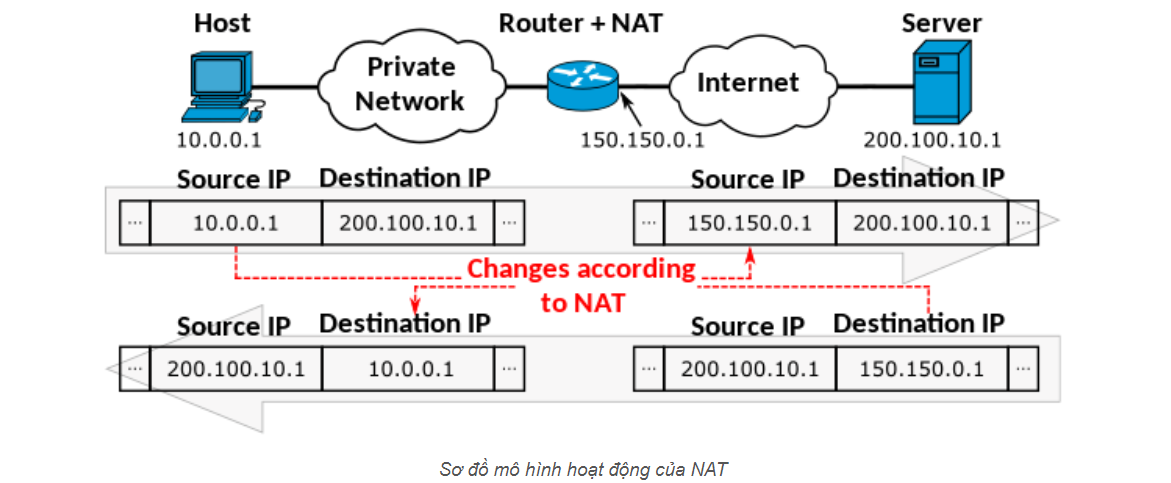 Host
Router + NAT
Server
Private
Network
Internet
10.0.0.1
150.150.0.1
200.100.10.1
Source IP Destination IP
Source IP Destination IP
... 10.0.0.1 200.100.10.1 ...
... 150.150.0.1 200.100.10.1 ...
Changes according
to NAT
Source IP Destination IP
Source IP Destination IP
... 200.100.10.1 10.0.0.1 ...
... 200.100.10.1 150.150.0.1 ...
Sơ đồ mô hình hoạt động của NAT